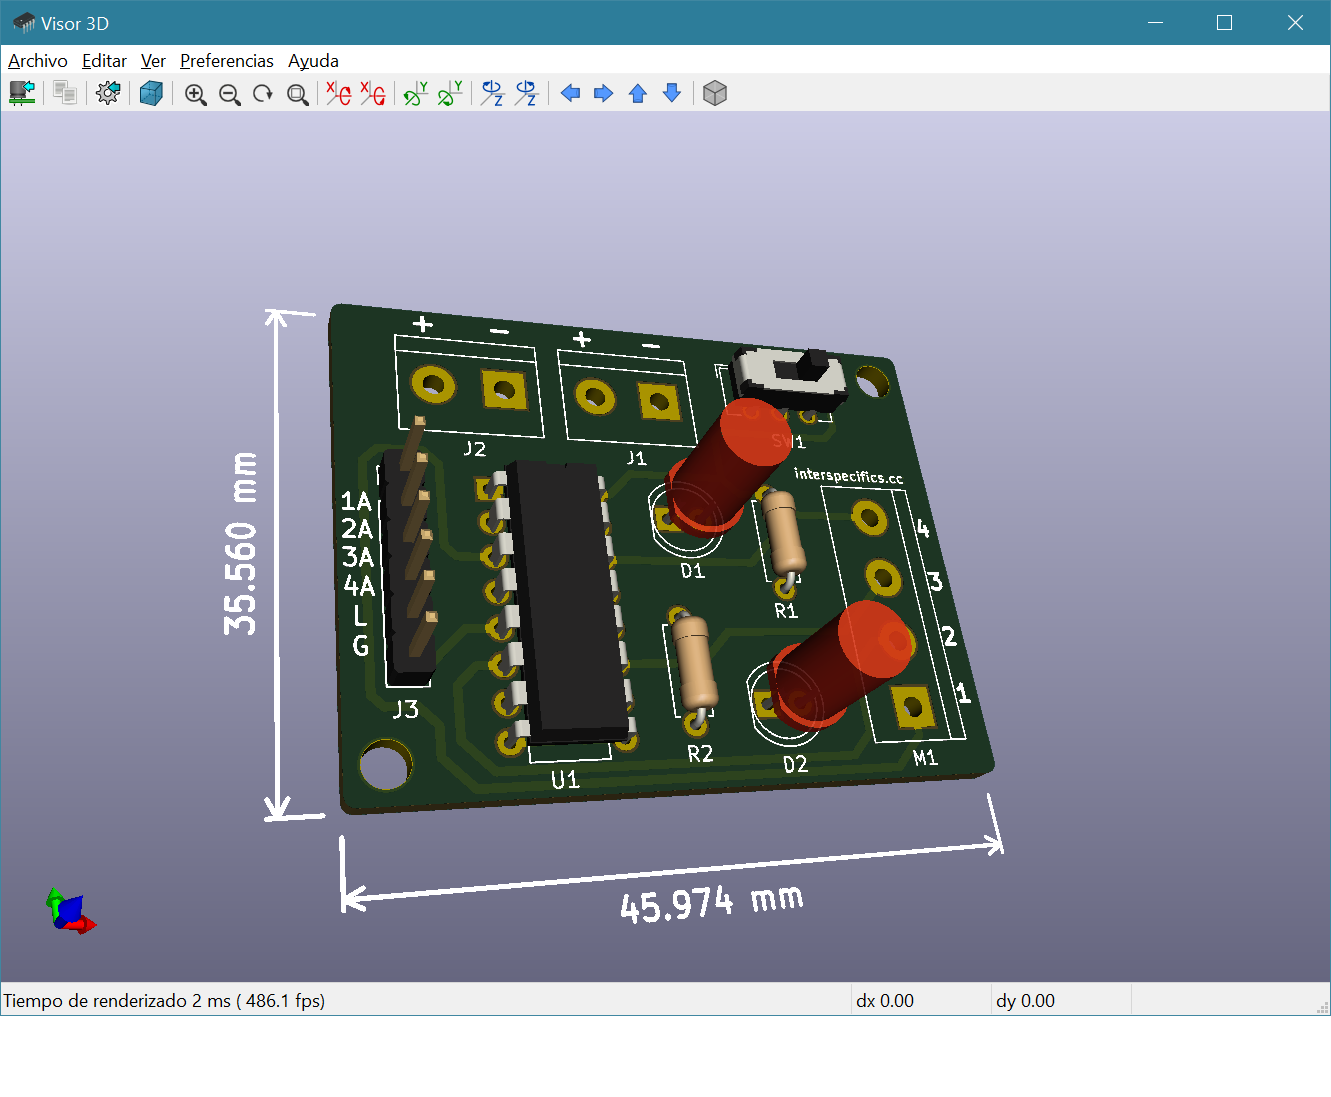 Visor 3D
Archivo Editar Ver Preferencias Ayuda
+ − + −
J2
J1
SW1
interspecifics.cc
35.560 mm
1A
2A
3A
4A
L
G
J3
U1
D1
R1
R2
D2
4
3
2
1
M1
45.974 mm
Tiempo de renderizado 2 ms ( 486.1 fps)
dx 0.00
dy 0.00